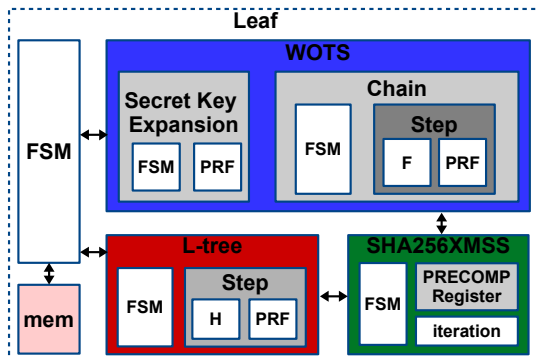 Leaf
WOTS
FSM
Secret Key
Expansion
FSM
PRF
Chain
FSM
Step
F
PRF
L-tree
FSM
Step
H
PRF
SHA256XMSS
FSM
PRECOMP
Register
iteration
mem